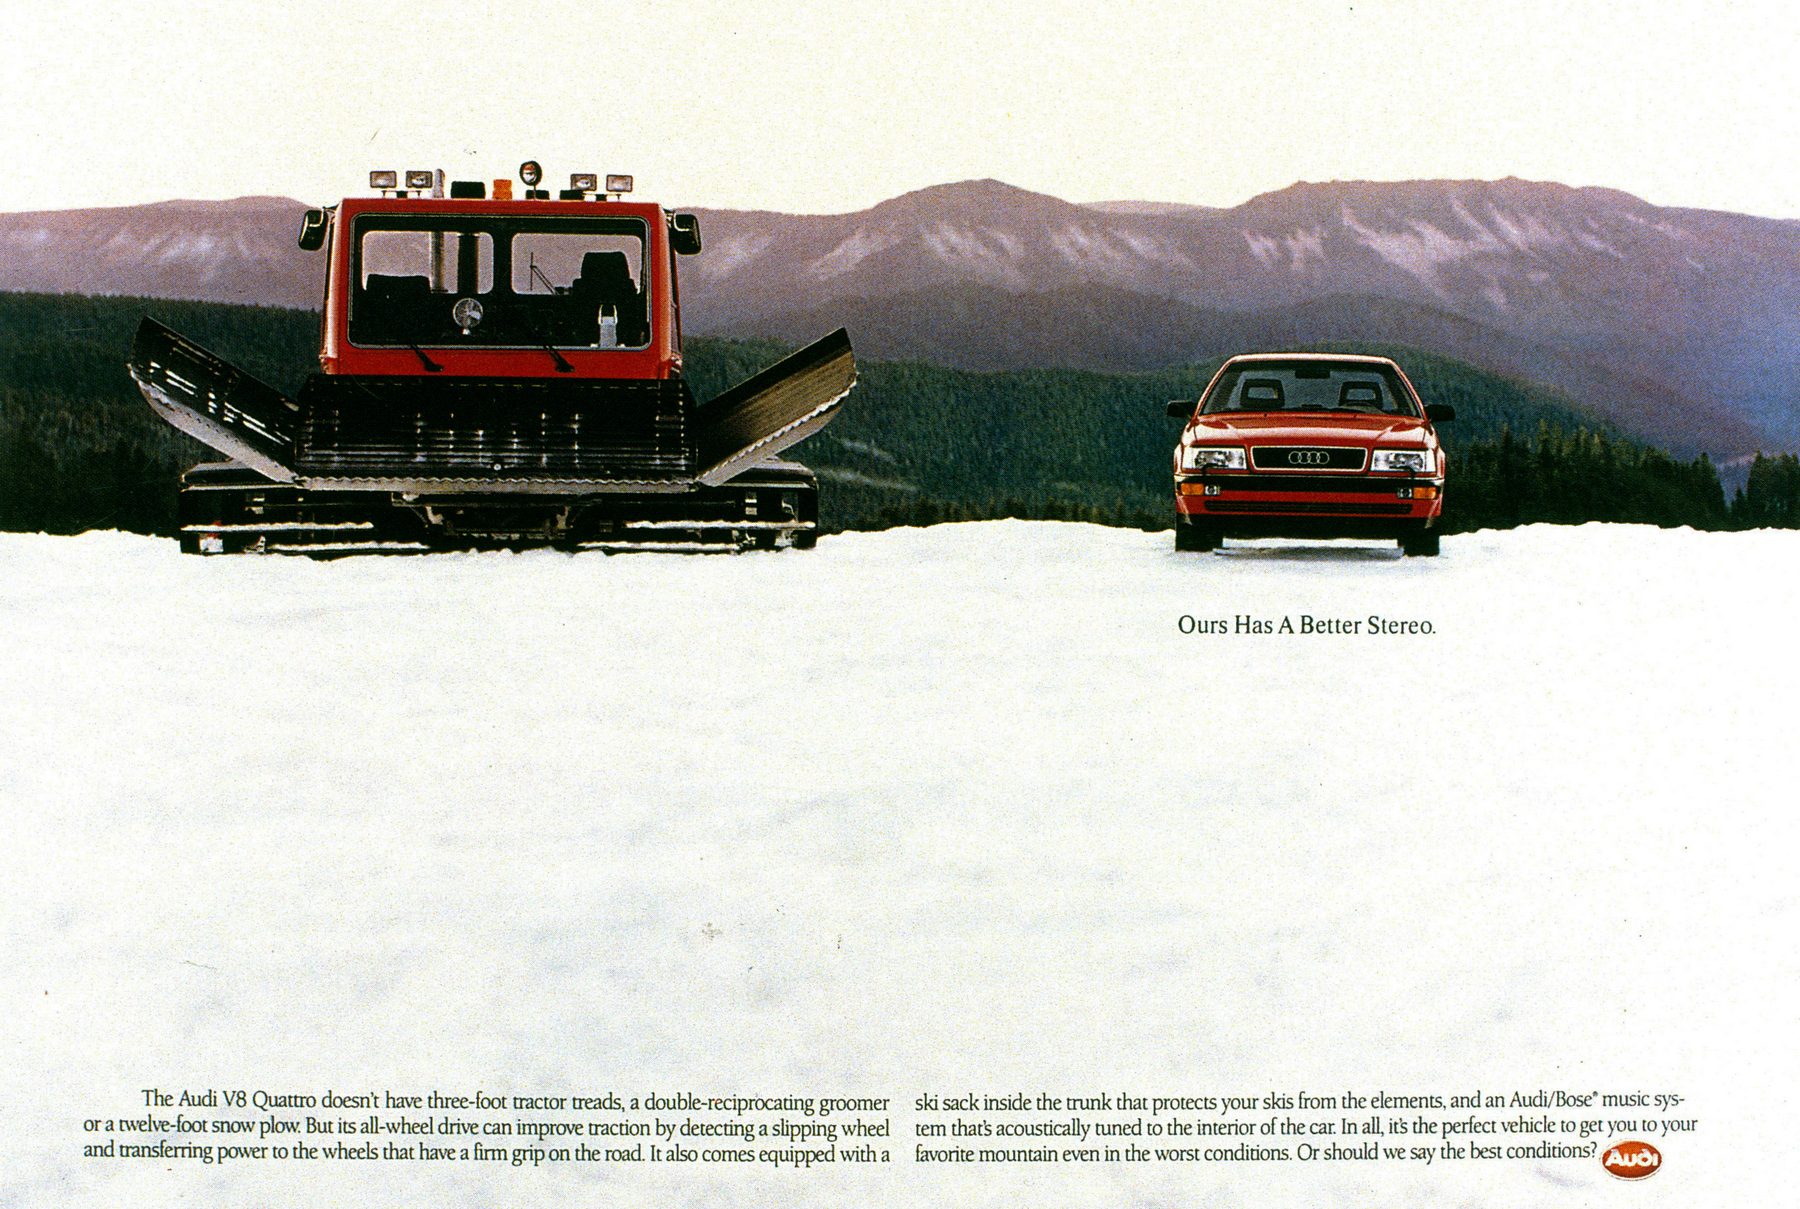 Ours Has A Better Stereo.
The Audi V8 Quattro doesn't have three-foot tractor treads, a double-reciprocating groomer
or a twelve-foot snow plow. But its all-wheel drive can improve traction by detecting a slipping wheel
and transferring power to the wheels that have a firm grip on the road. It also comes equipped with a
ski sack inside the trunk that protects your skis from the elements, and an Audi/Bose® music sys-
tem that's acoustically tuned to the interior of the car. In all, it's the perfect vehicle to get you to your
favorite mountain even in the worst conditions. Or should we say the best conditions?
Audi